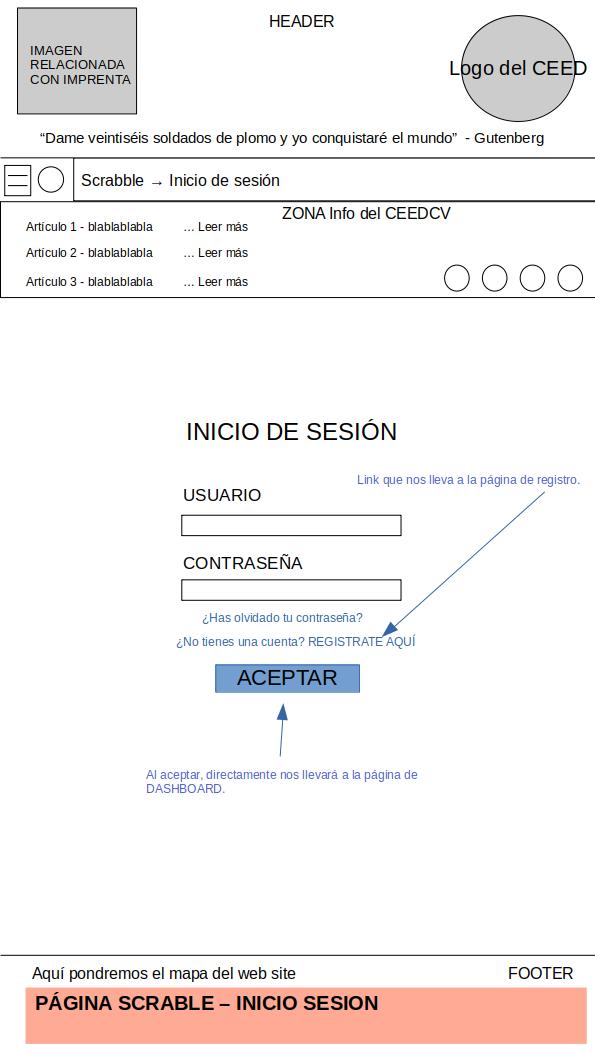 HEADER
IMAGEN
RELACIONADA
CON IMPRENTA
Logo del CEED
“Dame veintiséis soldados de plomo y yo conquistaré el mundo” - Gutenberg
Scrabble → Inicio de sesión
ZONA Info del CEEDCV
Artículo 1 - blablablabla ... Leer más
Artículo 2 - blablablabla ... Leer más
Artículo 3 - blablablabla ... Leer más
INICIO DE SESIÓN
Link que nos lleva a la página de registro.
USUARIO
CONTRASEÑA
¿Has olvidado tu contraseña?
¿No tienes una cuenta? REGISTRATE AQUÍ
ACEPTAR
Al aceptar, directamente nos llevará a la página de
DASHBOARD.
Aquí pondremos el mapa del web site
FOOTER
PÁGINA SCRABLE – INICIO SESION